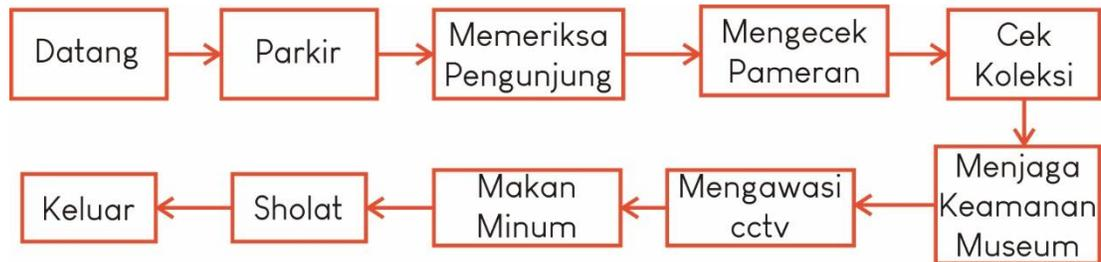 Datang
Parkir
Memeriksa
Pengunjung
Mengecek
Pameran
Cek
Koleksi
Menjaga
Keamanan
Museum
Mengawasi
cctv
Makan
Minum
Sholat
Keluar